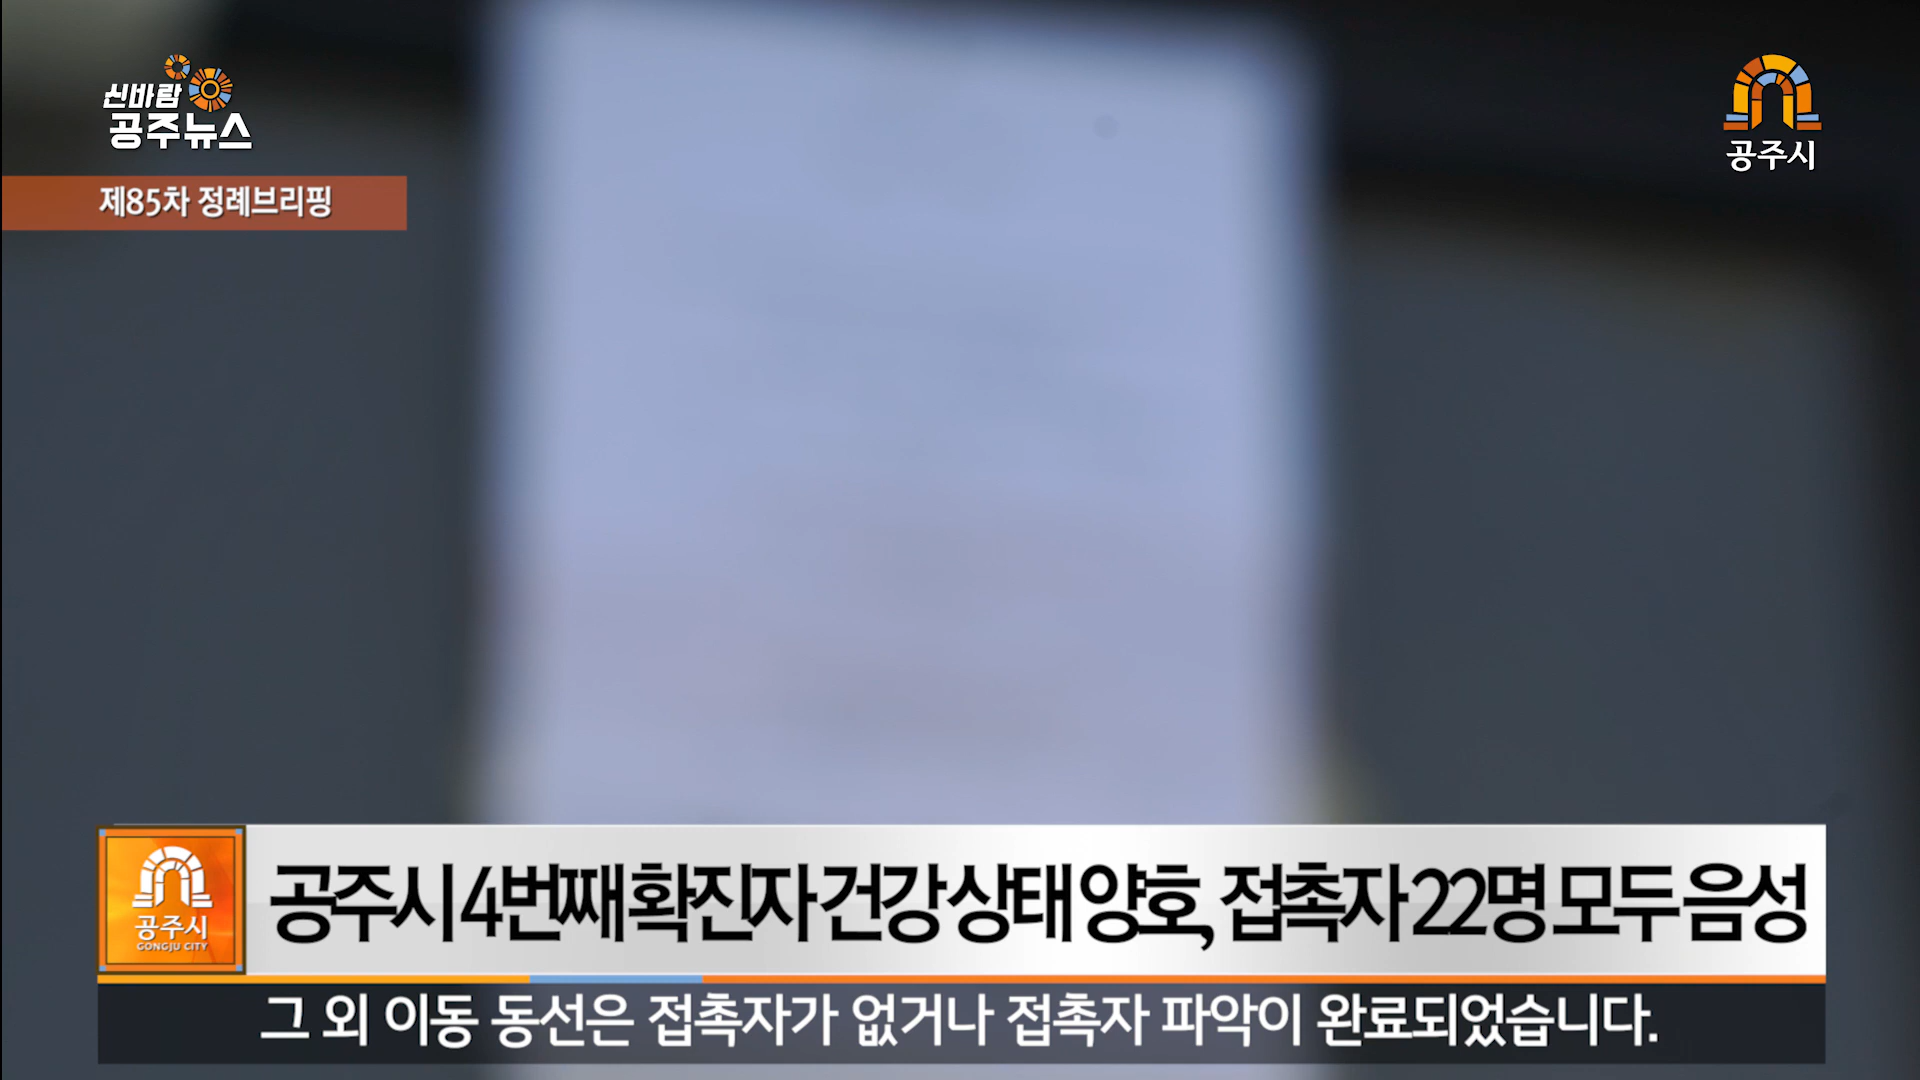 신바람
공주뉴스
공주시
제85차 정례브리핑
공주시 4번째 확진자 건강 상태 양호, 접촉자 22명 모두 음성
공주시
GONGJU CITY
그 외 이동 동선은 접촉자가 없거나 접촉자 파악이 완료되었습니다.